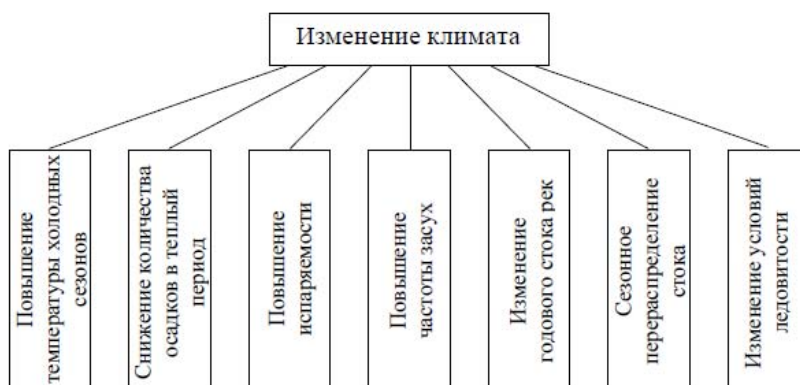 Изменение климата
Повышение
температуры холодных
сезонов
Снижение количества
осадков в теплый
период
Повышение
испаряемости
Повышение
частоты засух
Изменение
годового стока рек
Сезонное
перераспределение
стока
Изменение условий
ледовитости